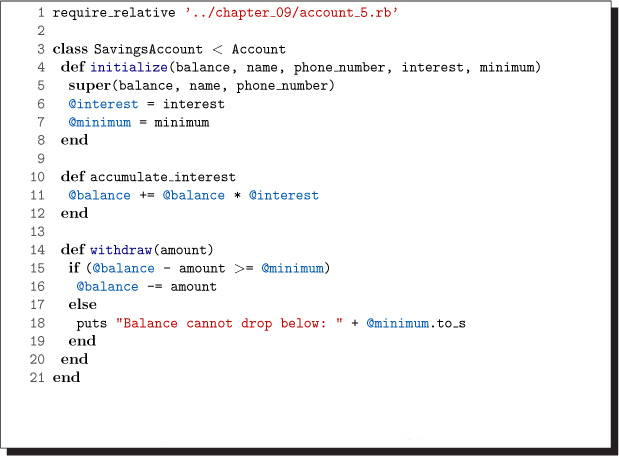 1 require_relative '../chapter_09/account_5.rb'
2
3 class SavingsAccount < Account
4 def initialize(balance, name, phone_number, interest, minimum)
5 super(balance, name, phone_number)
6 @interest = interest
7 @minimum = minimum
8 end
9
10 def accumulate_interest
11 @balance += @balance * @interest
12 end
13
14 def withdraw(amount)
15 if (@balance - amount >= @minimum)
16 @balance -= amount
17 else
18 puts "Balance cannot drop below: " + @minimum.to_s
19 end
20 end
21 end